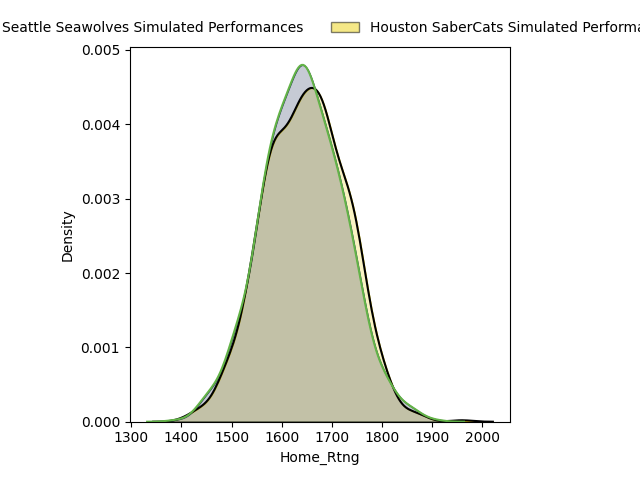 Seattle Seawolves Simulated Performances
Houston SaberCats Simulated
0.005
0.004
0.003
0.002
0.001
0.000
Density
1300 1400 1500 1600 1700 1800 1900 2000
Home_Rtng